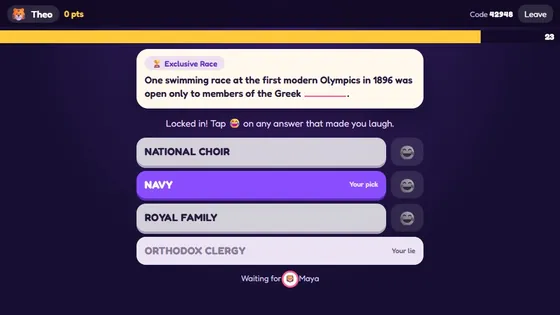 Theo 0 pts Code 42948 Leave
23
Exclusive Race
One swimming race at the first modern Olympics in 1896 was
open only to members of the Greek ________.
Locked in! Tap 😂 on any answer that made you laugh.
NATIONAL CHOIR
NAVY Your pick
ROYAL FAMILY
ORTHODOX CLERGY Your lie
Waiting for Maya